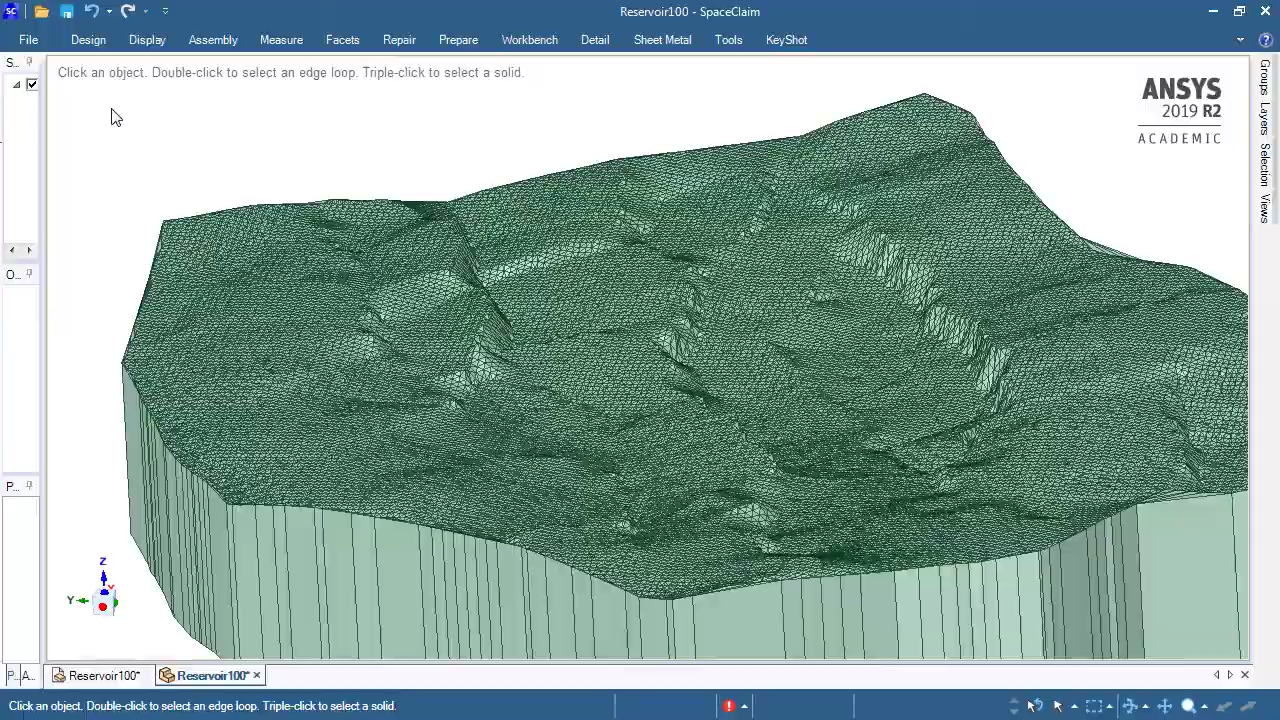 SC
Reservoir100 - SpaceClaim
File Design Display Assembly Measure Facets Repair Prepare Workbench Detail Sheet Metal Tools KeyShot
S...
Click an object. Double-click to select an edge loop. Triple-click to select a solid.
ANSYS
2019 R2
ACADEMIC
Groups Layers Selection Views
O...
P...
Z
Y
P... A...
Reservoir100* Reservoir100*
Click an object. Double-click to select an edge loop. Triple-click to select a solid.